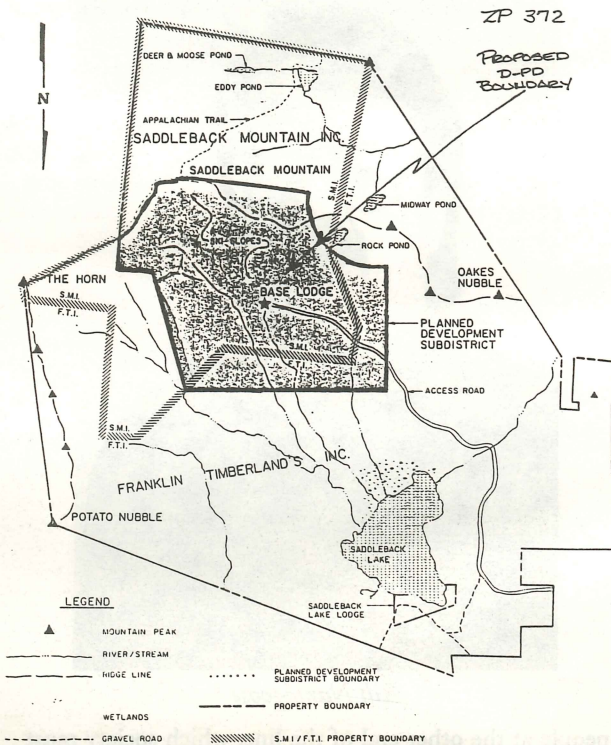 ZP 372
PROPOSED
D-PD
BOUNDARY
N
DEER & MOOSE POND
EDDY POND
APPALACHIAN TRAIL
SADDLEBACK MOUNTAIN INC.
SADDLEBACK MOUNTAIN
S.M.I.
F.T.I.
MIDWAY POND
SKI-SLOPES
ROCK POND
THE HORN
OAKES
NUBBLE
BASE LODGE
S.M.I.
F.T.I.
PLANNED
DEVELOPMENT
SUBDISTRICT
S.M.I.
ACCESS ROAD
S.M.I.
F.T.I.
FRANKLIN TIMBERLAND'S INC.
POTATO NUBBLE
SADDLEBACK
LAKE
SADDLEBACK
LAKE LODGE
LEGEND
MOUNTAIN PEAK
RIVER/STREAM
RIDGE LINE
PLANNED DEVELOPMENT
SUBDISTRICT BOUNDARY
PROPERTY BOUNDARY
WETLANDS
GRAVEL ROAD
S.M.I/F.T.I. PROPERTY BOUNDARY